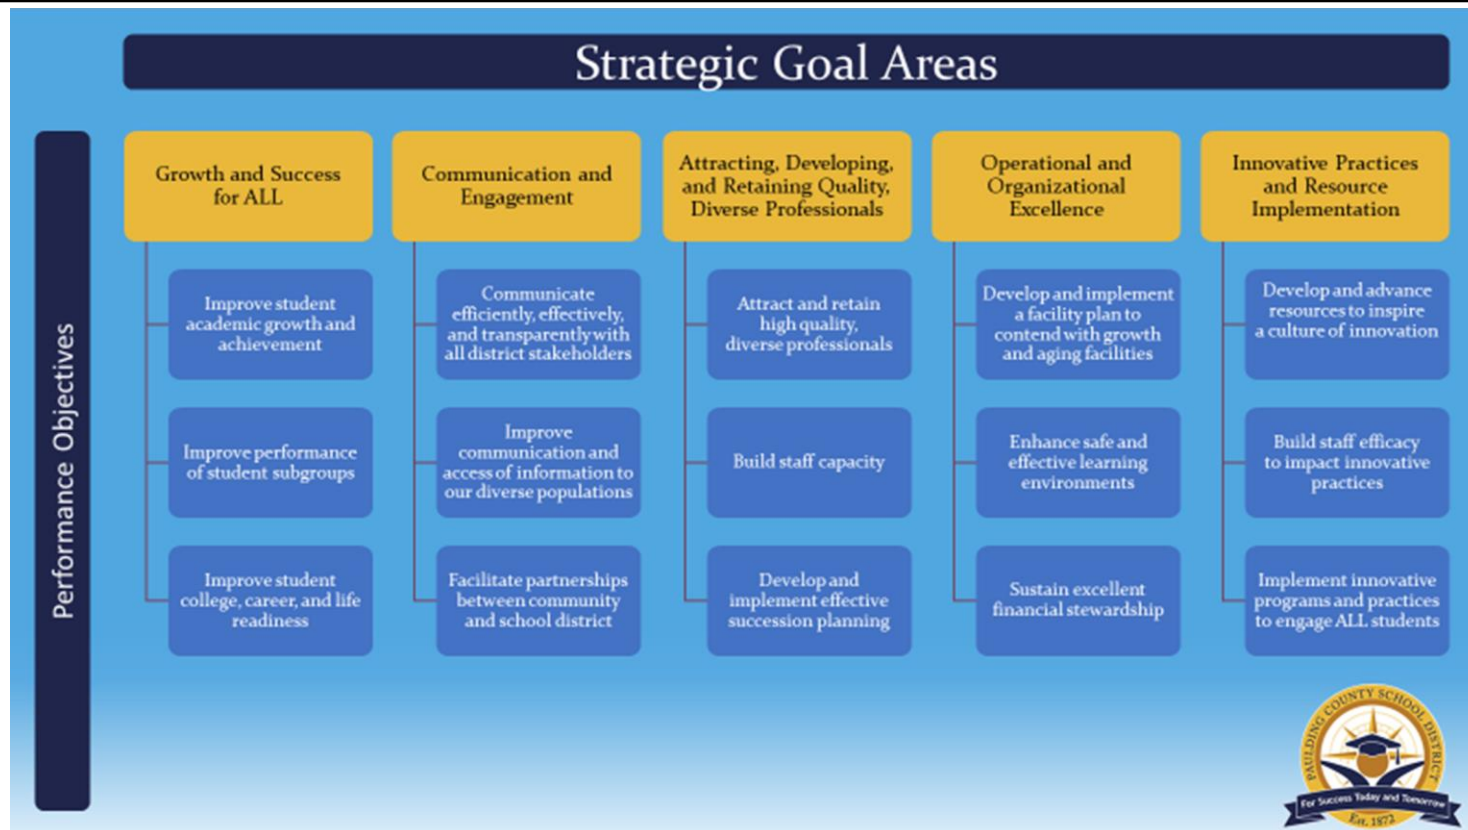 Strategic Goal Areas
Performance Objectives
Growth and Success
for ALL
Improve student
academic growth and
achievement
Improve performance
of student subgroups
Improve student
college, career, and life
readiness
Communication and
Engagement
Communicate
efficiently, effectively,
and transparently with
all district stakeholders
Improve
communication and
access of information to
our diverse populations
Facilitate partnerships
between community
and school district
Attracting, Developing,
and Retaining Quality,
Diverse Professionals
Attract and retain
high quality,
diverse professionals
Build staff capacity
Develop and
implement effective
succession planning
Operational and
Organizational
Excellence
Develop and implement
a facility plan to
contend with growth
and aging facilities
Enhance safe and
effective learning
environments
Sustain excellent
financial stewardship
Innovative Practices
and Resource
Implementation
Develop and advance
resources to inspire
a culture of innovation
Build staff efficacy
to impact innovative
practices
Implement innovative
programs and practices
to engage ALL students
PAULDING COUNTY SCHOOL DISTRICT
For Success Today and Tomorrow
Est. 1872